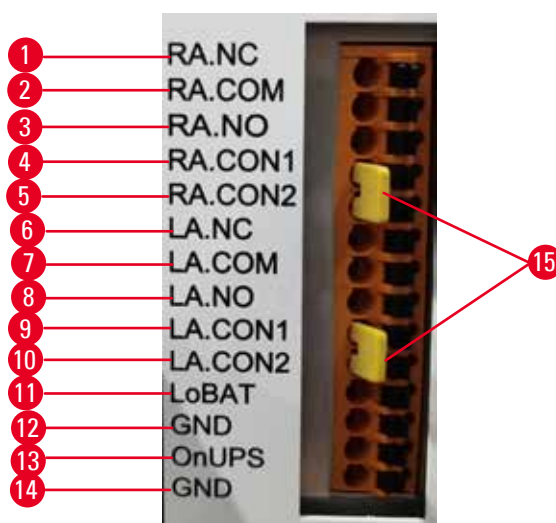 1 RA.NC
2 RA.COM
3 RA.NO
4 RA.CON1
5 RA.CON2
6 LA.NC
7 LA.COM
8 LA.NO
9 LA.CON1
10 LA.CON2
11 LoBAT
12 GND
13 OnUPS
14 GND
15